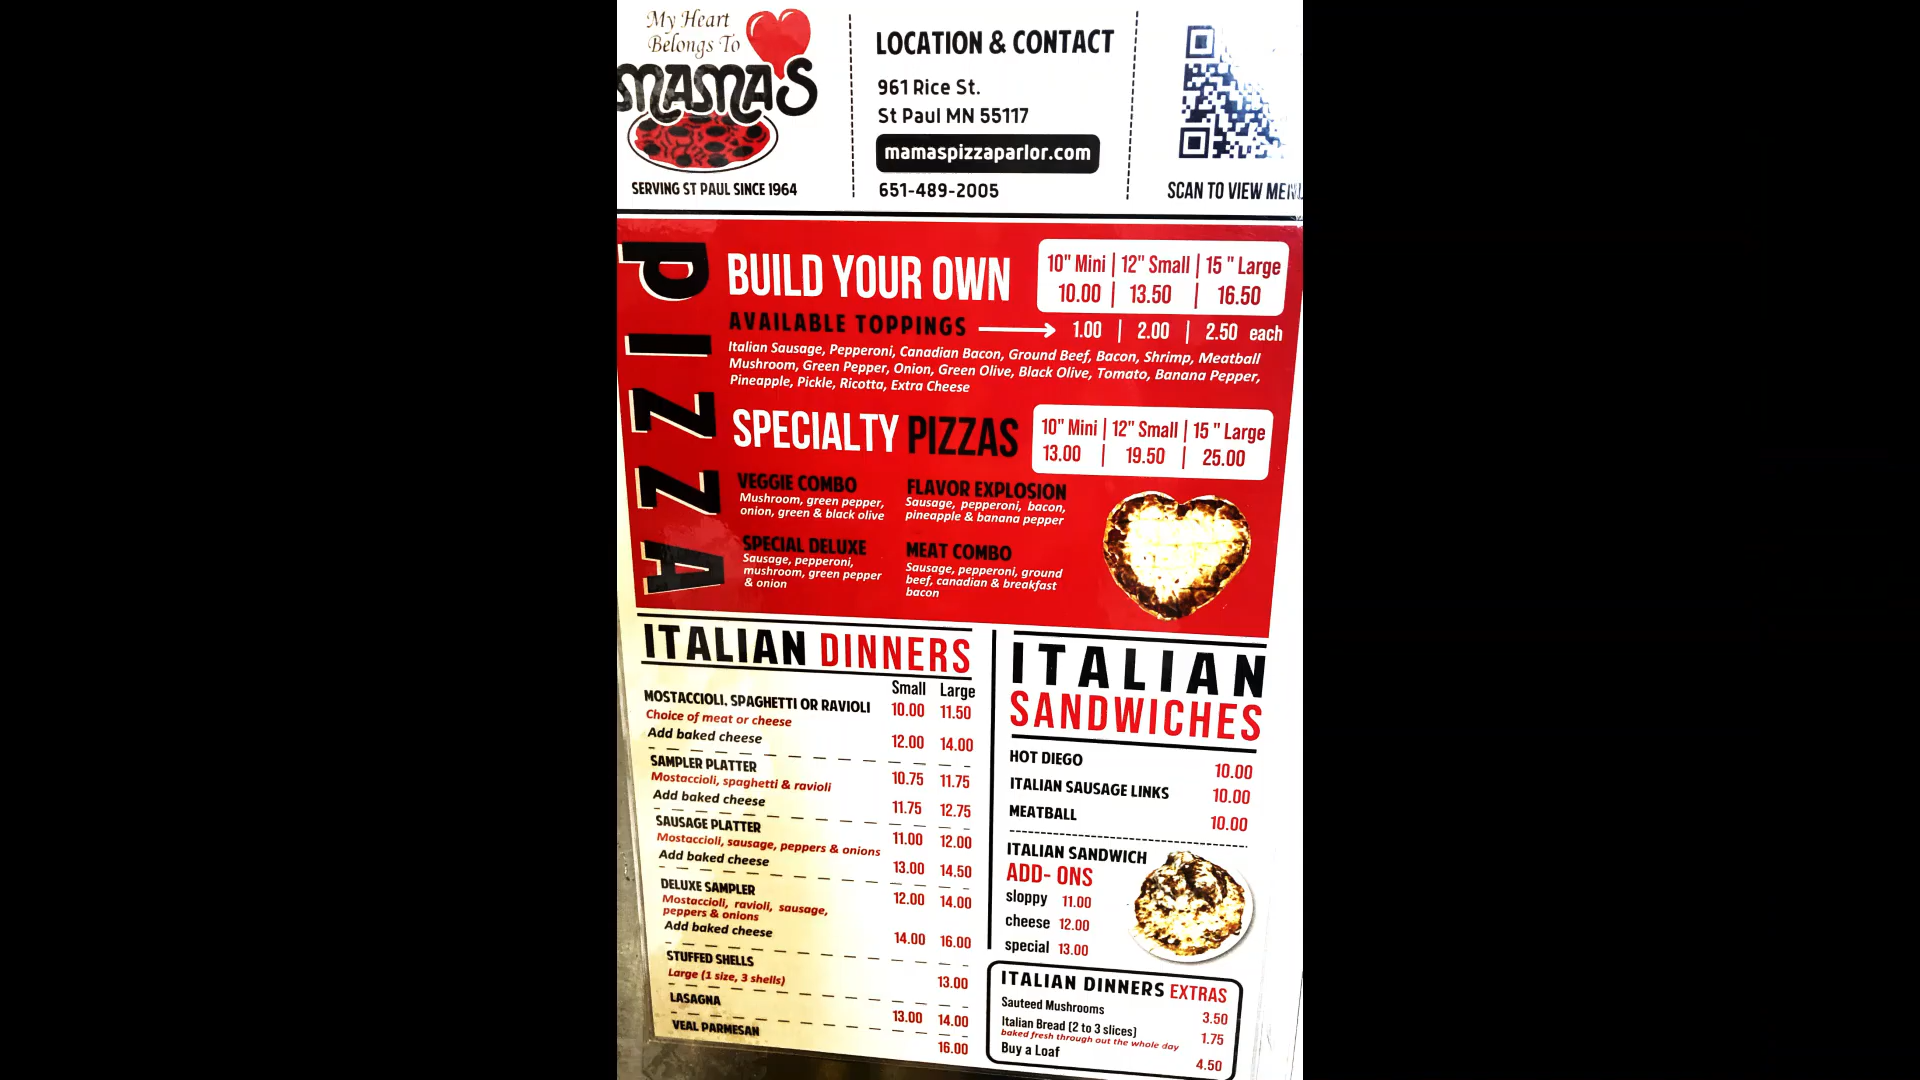 My Heart
Belongs To
MAMA'S
SERVING ST PAUL SINCE 1964
LOCATION & CONTACT
961 Rice St.
St Paul MN 55117
mamaspizzaparlor.com
651-489-2005
SCAN TO VIEW MENU
PIZZA
BUILD YOUR OWN
10" Mini | 12" Small | 15 " Large
10.00 | 13.50 | 16.50
AVAILABLE TOPPINGS 1.00 | 2.00 | 2.50 each
Italian Sausage, Pepperoni, Canadian Bacon, Ground Beef, Bacon, Shrimp, Meatball
Mushroom, Green Pepper, Onion, Green Olive, Black Olive, Tomato, Banana Pepper,
Pineapple, Pickle, Ricotta, Extra Cheese
SPECIALTY PIZZAS
10" Mini | 12" Small | 15 " Large
13.00 | 19.50 | 25.00
VEGGIE COMBO
Mushroom, green pepper,
onion, green & black olive
FLAVOR EXPLOSION
Sausage, pepperoni, bacon,
pineapple & banana pepper
SPECIAL DELUXE
Sausage, pepperoni,
mushroom, green pepper
& onion
MEAT COMBO
Sausage, pepperoni, ground
beef, canadian & breakfast
bacon
ITALIAN DINNERS
Small Large
MOSTACCIOLI, SPAGHETTI OR RAVIOLI 10.00 11.50
Choice of meat or cheese
Add baked cheese 12.00 14.00
SAMPLER PLATTER
Mostaccioli, spaghetti & ravioli 10.75 11.75
Add baked cheese 11.75 12.75
SAUSAGE PLATTER 11.00 12.00
Mostaccioli, sausage, peppers & onions
Add baked cheese 13.00 14.50
DELUXE SAMPLER 12.00 14.00
Mostaccioli, ravioli, sausage,
peppers & onions
Add baked cheese 14.00 16.00
STUFFED SHELLS
Large (1 size, 3 shells) 13.00
LASAGNA 13.00 14.00
VEAL PARMESAN 16.00
ITALIAN
SANDWICHES
HOT DIEGO 10.00
ITALIAN SAUSAGE LINKS 10.00
MEATBALL 10.00
ITALIAN SANDWICH
ADD- ONS
sloppy 11.00
cheese 12.00
special 13.00
ITALIAN DINNERS EXTRAS
Sauteed Mushrooms 3.50
Italian Bread [2 to 3 slices] 1.75
baked fresh through out the whole day
Buy a Loaf 4.50